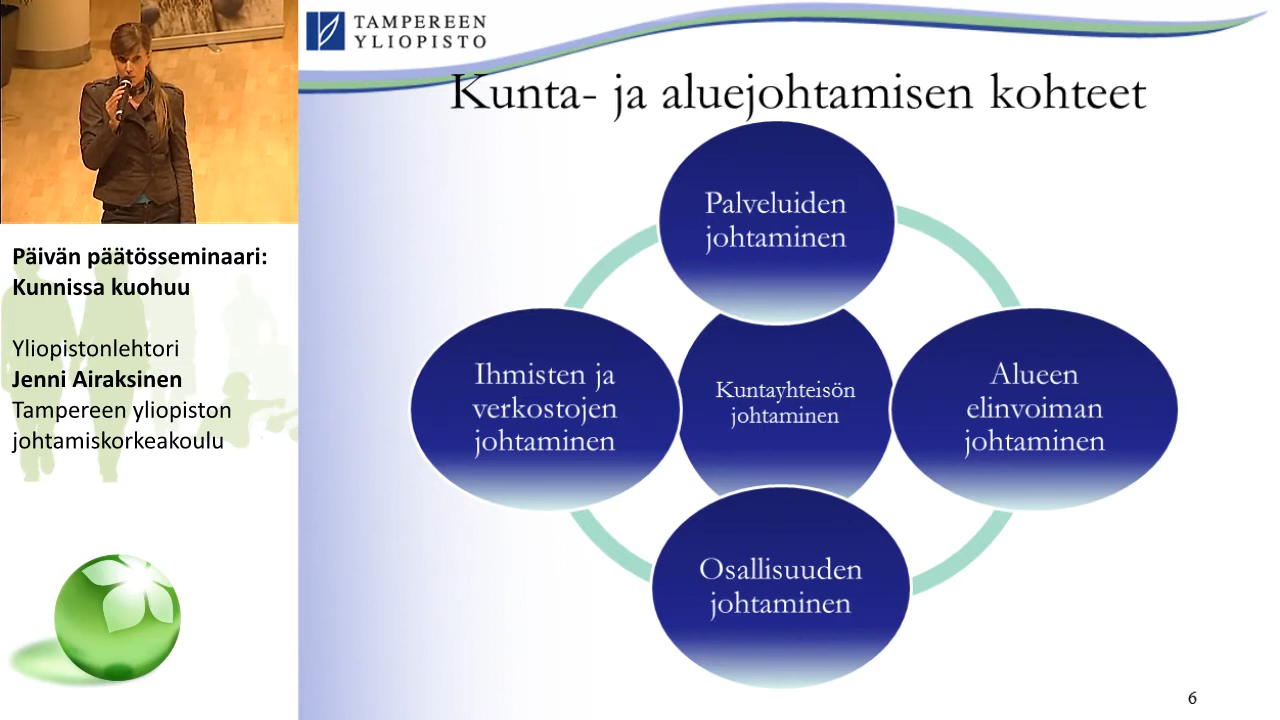 TAMPEREEN
YLIOPISTO
Kunta- ja aluejohtamisen kohteet
Palveluiden
johtaminen
Ihmisten ja
verkostojen
johtaminen
Kuntayhteisön
johtaminen
Alueen
elinvoiman
johtaminen
Osallisuuden
johtaminen
6
Päivän päätösseminaari:
Kunnissa kuohuu
Yliopistonlehtori
Jenni Airaksinen
Tampereen yliopiston
johtamiskorkeakoulu